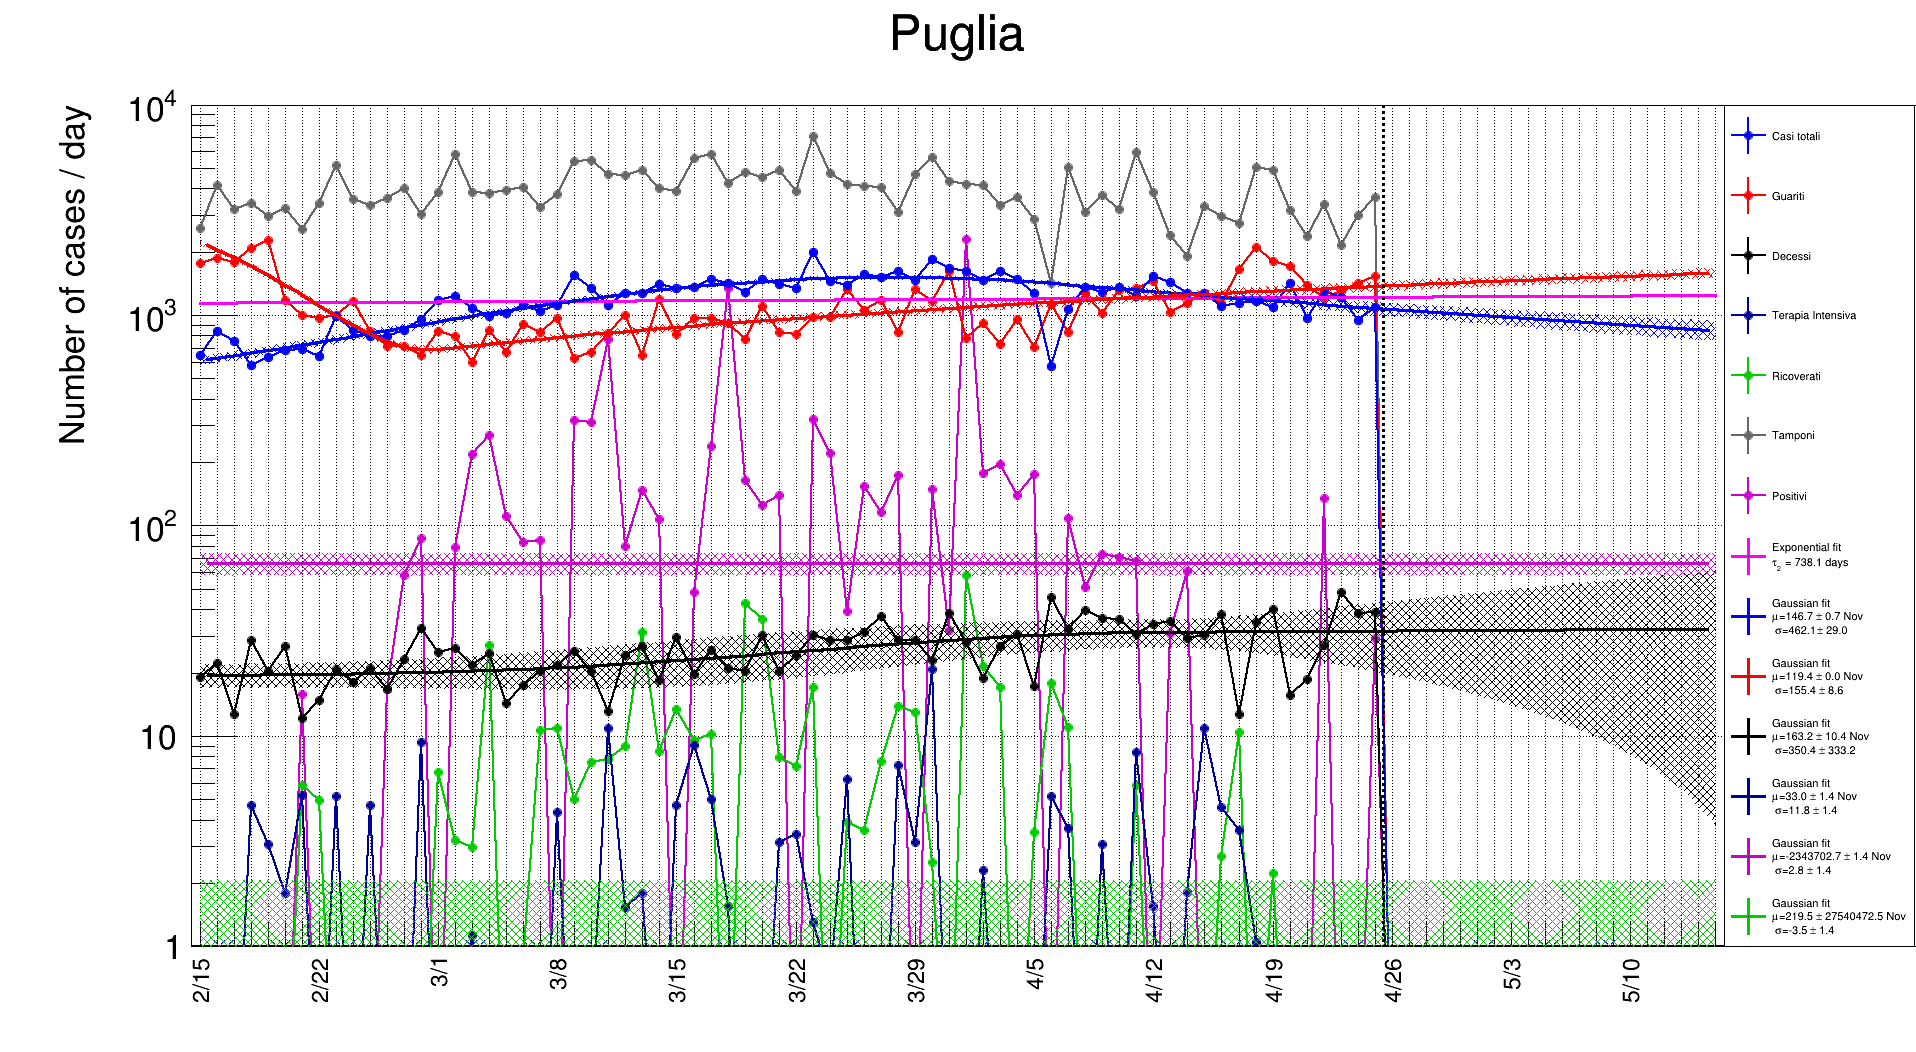 Puglia
Number of cases / day
10^4
10^3
10^2
10
1
2/15
2/22
3/1
3/8
3/15
3/22
3/29
4/5
4/12
4/19
4/26
5/3
5/10
Casi totali
Guariti
Decessi
Terapia Intensiva
Ricoverati
Tamponi
Positivi
Exponential fit
τ₂ = 738.1 days
Gaussian fit
μ=146.7 ± 0.7 Nov
σ=462.1 ± 29.0
Gaussian fit
μ=119.4 ± 0.0 Nov
σ=155.4 ± 8.6
Gaussian fit
μ=163.2 ± 10.4 Nov
σ=350.4 ± 333.2
Gaussian fit
μ=33.0 ± 1.4 Nov
σ=11.8 ± 1.4
Gaussian fit
μ=-2343702.7 ± 1.4 Nov
σ=2.8 ± 1.4
Gaussian fit
μ=219.5 ± 27540472.5 Nov
σ=-3.5 ± 1.4